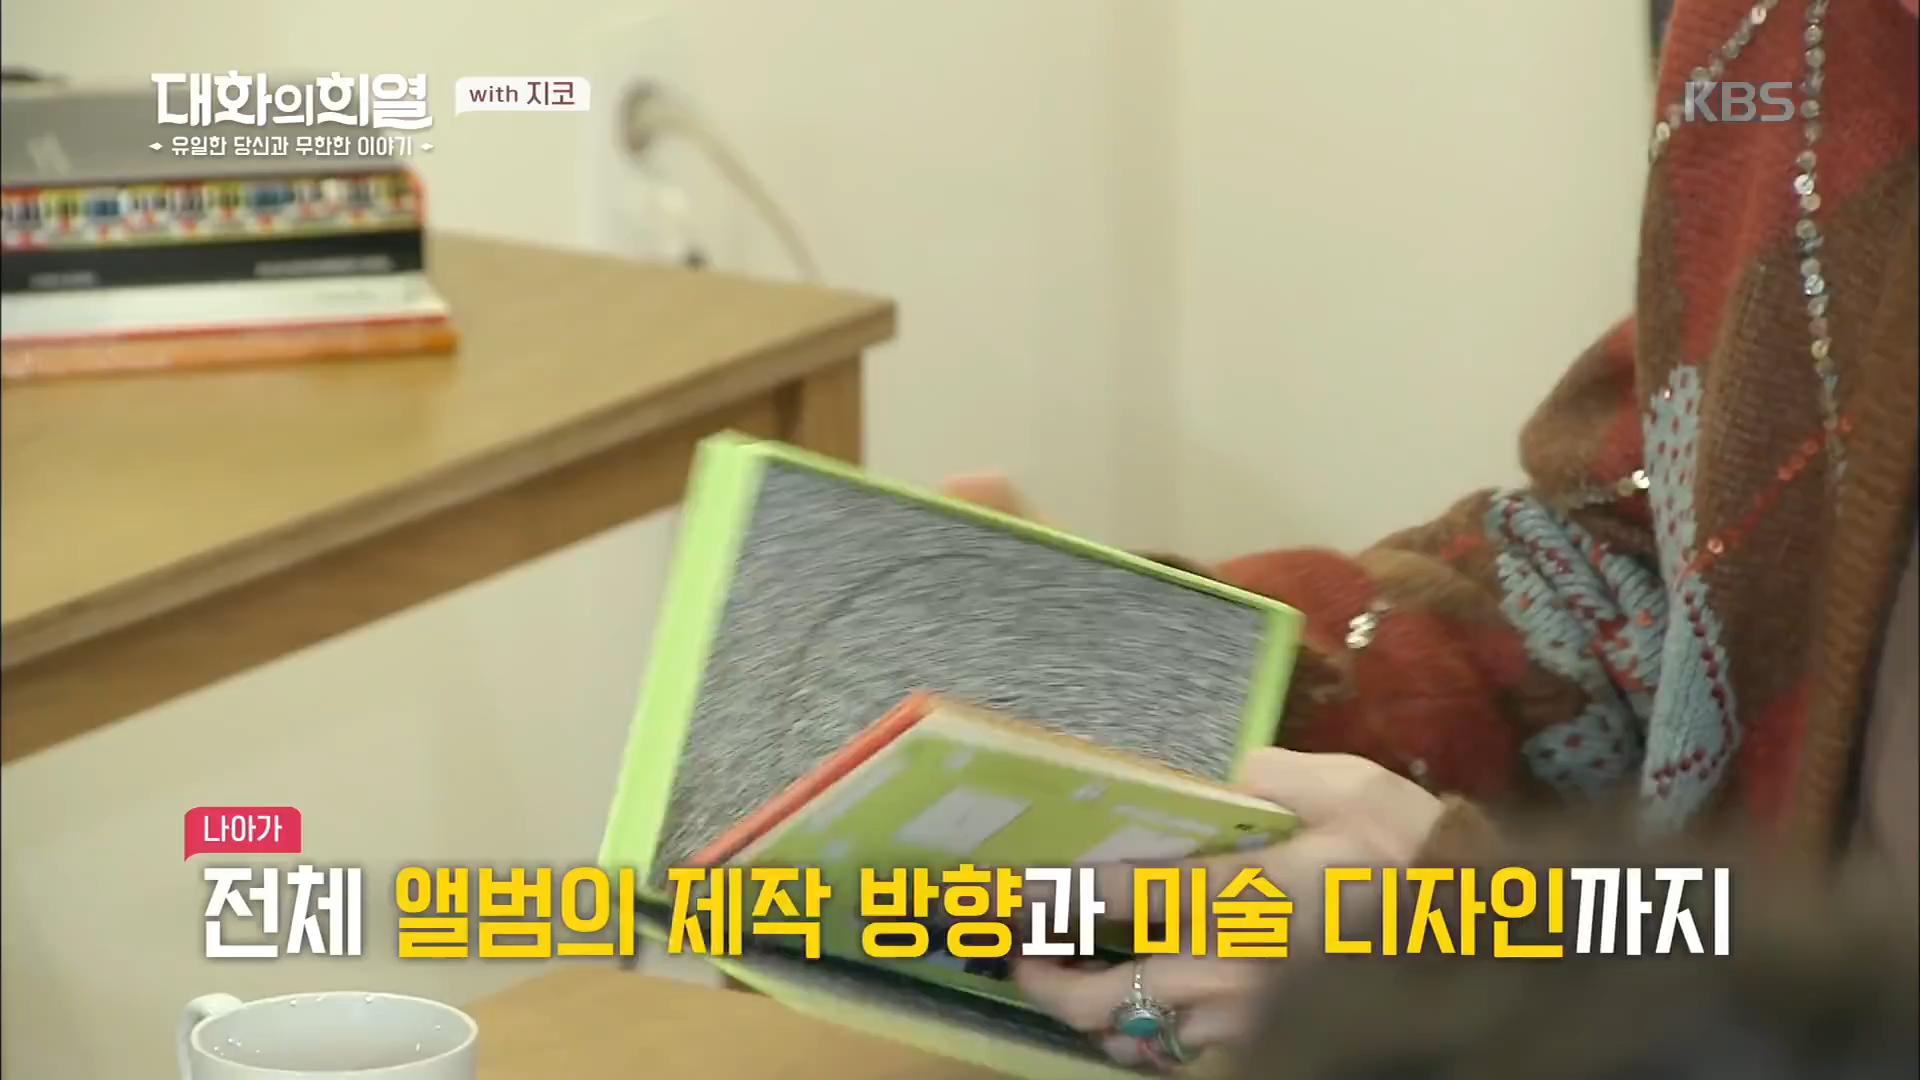 대화의희열
with 지코
유일한 당신과 무한한 이야기
KBS
나아가
전체 앨범의 제작 방향과 미술 디자인까지